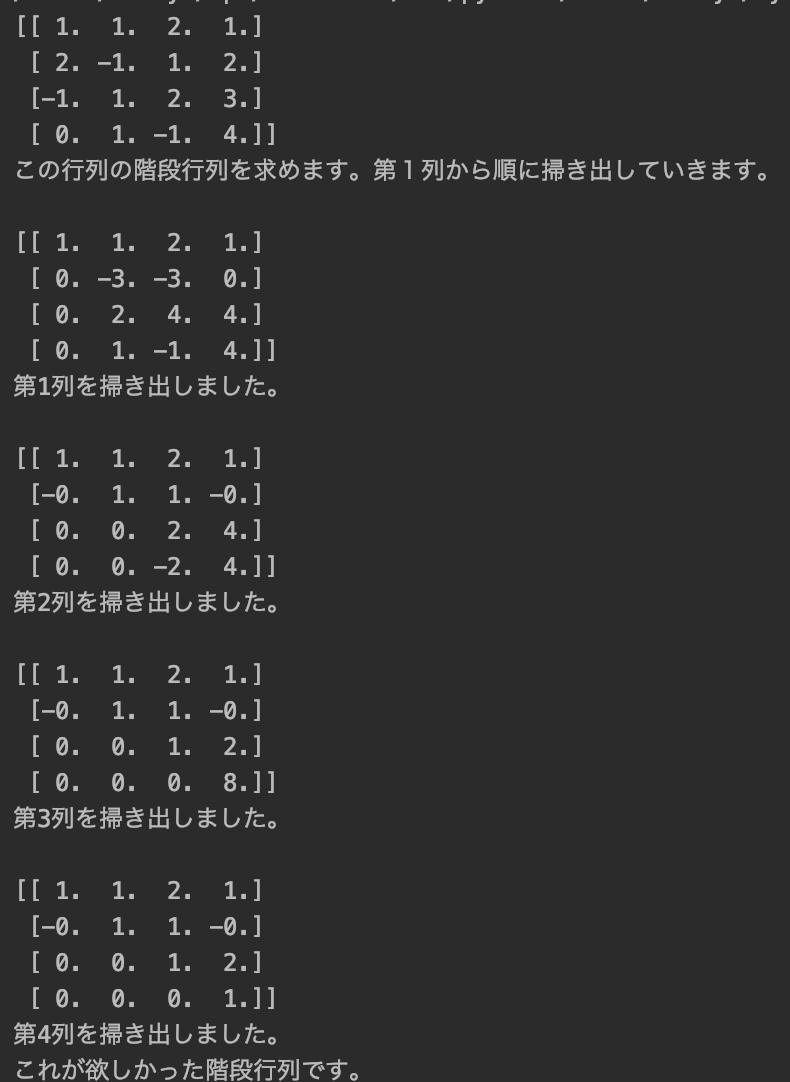 [[ 1.  1.  2.  1.]
 [ 2. -1.  1.  2.]
 [-1.  1.  2.  3.]
 [ 0.  1. -1.  4.]]
この行列の階段行列を求めます。第１列から順に掃き出していきます。

[[ 1.  1.  2.  1.]
 [ 0. -3. -3.  0.]
 [ 0.  2.  4.  4.]
 [ 0.  1. -1.  4.]]
第1列を掃き出しました。

[[ 1.  1.  2.  1.]
 [-0.  1.  1. -0.]
 [ 0.  0.  2.  4.]
 [ 0.  0. -2.  4.]]
第2列を掃き出しました。

[[ 1.  1.  2.  1.]
 [-0.  1.  1. -0.]
 [ 0.  0.  1.  2.]
 [ 0.  0.  0.  8.]]
第3列を掃き出しました。

[[ 1.  1.  2.  1.]
 [-0.  1.  1. -0.]
 [ 0.  0.  1.  2.]
 [ 0.  0.  0.  1.]]
第4列を掃き出しました。
これが欲しかった階段行列です。